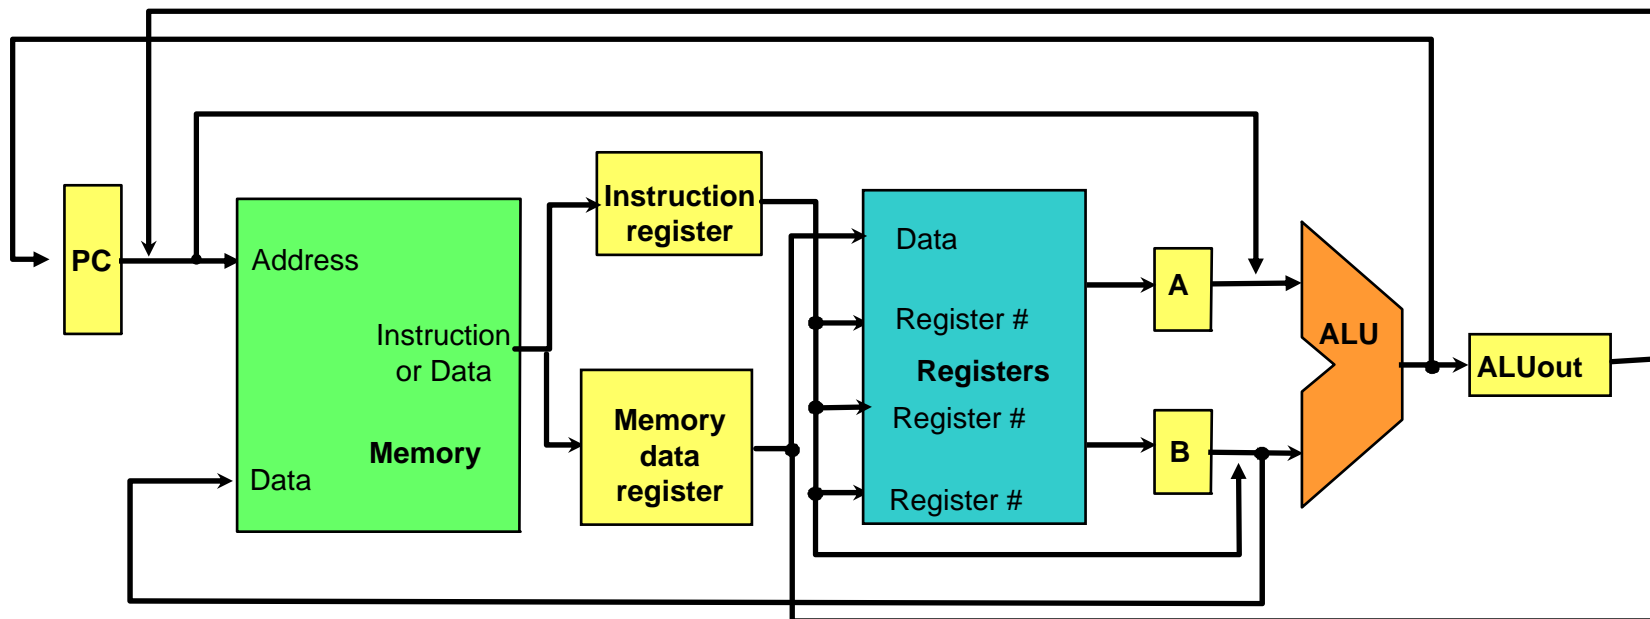 PC
Address
Instruction
or Data
Memory
Data
Instruction
register
Memory
data
register
Data
Register #
Registers
Register #
Register #
A
B
ALU
ALUout